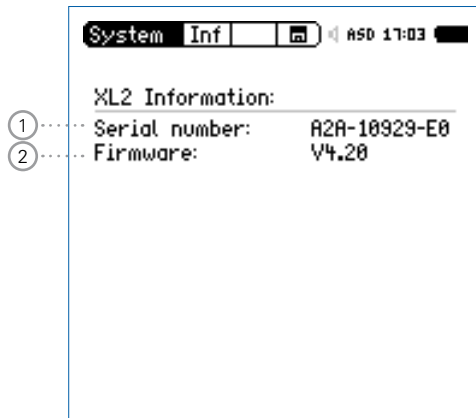 System Inf ASD 17:03
XL2 Information:
1 Serial number: A2A-10929-E0
2 Firmware: V4.20